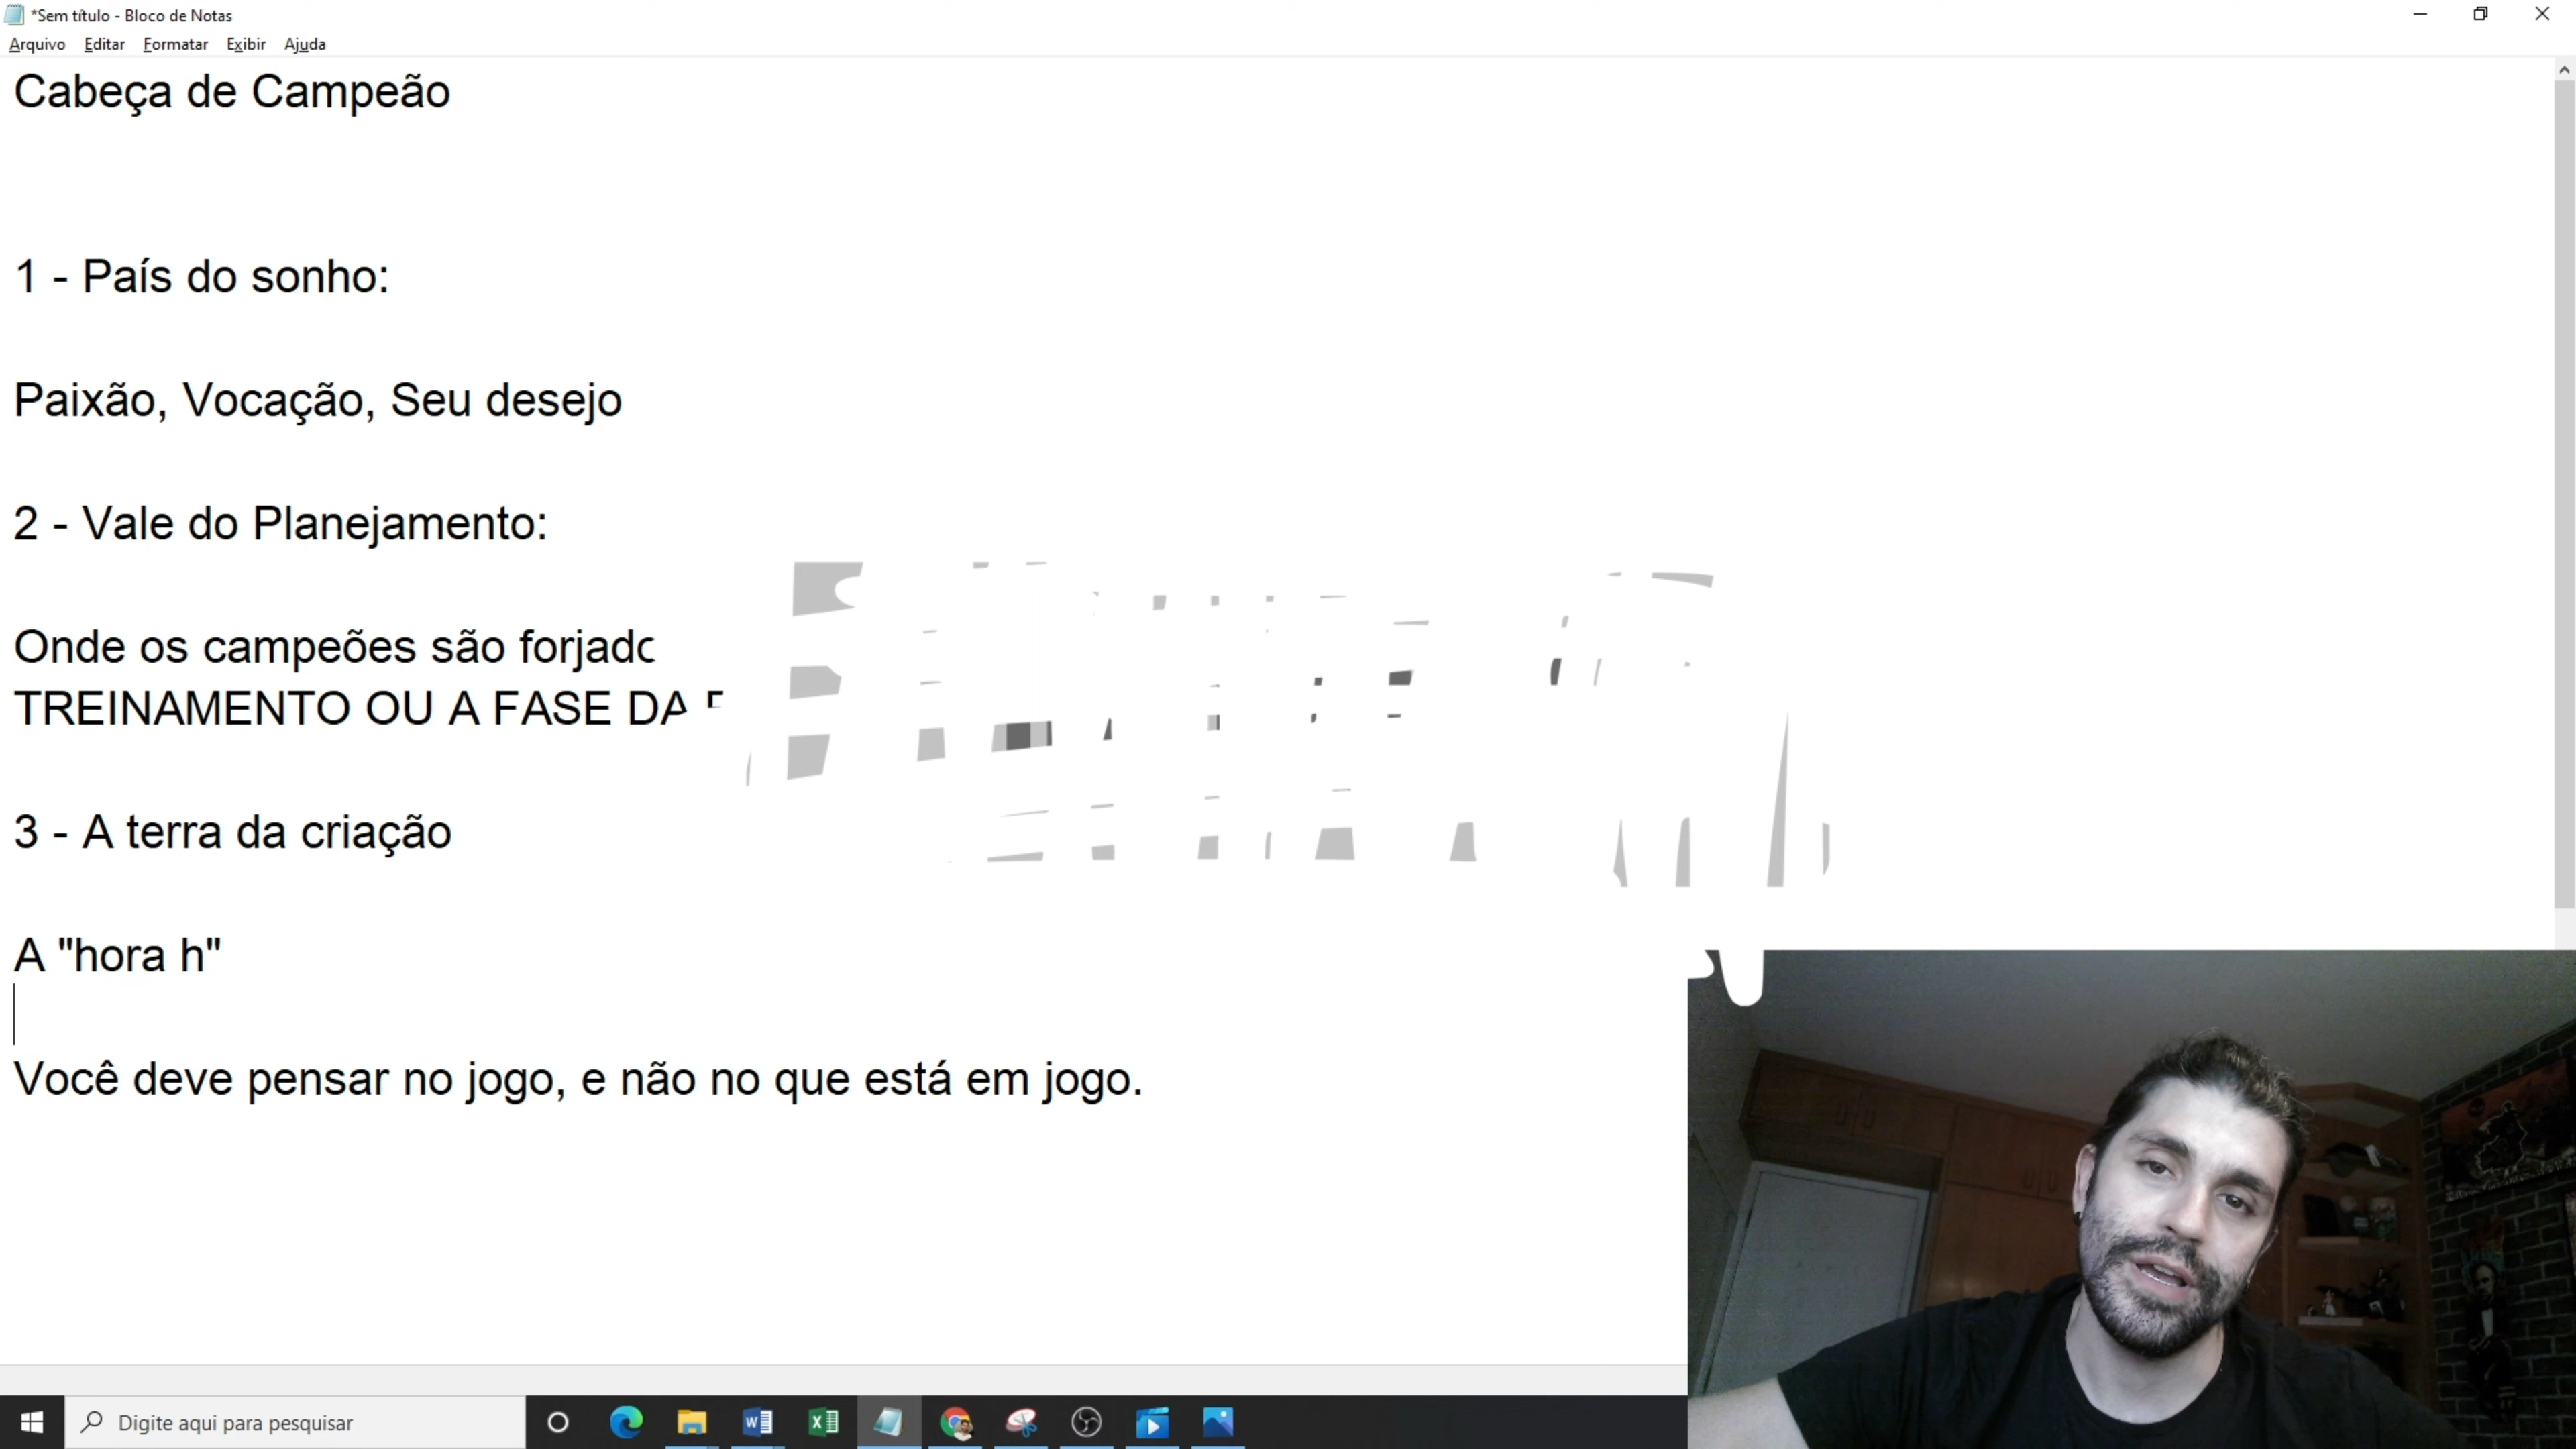 *Sem título - Bloco de Notas
Arquivo Editar Formatar Exibir Ajuda
Cabeça de Campeão
1 - País do sonho:
Paixão, Vocação, Seu desejo
2 - Vale do Planejamento:
Onde os campeões são
TREINAMENTO OU A FASE DA
3 - A terra da criação
A "hora h"
Você deve pensar no jogo, e não no que está em jogo.
Digite aqui para pesquisar